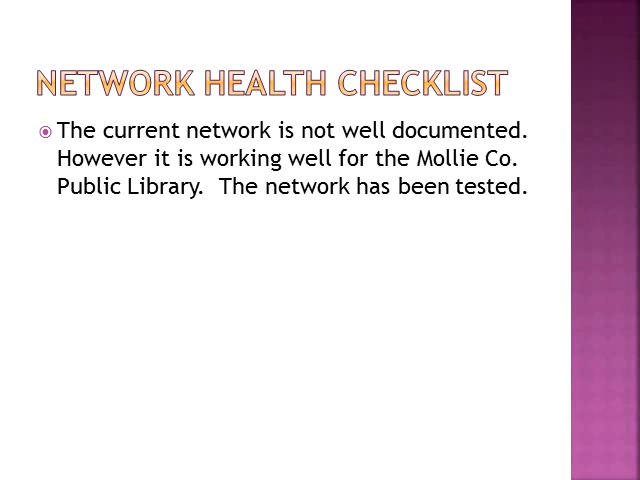 NETWORK HEALTH CHECKLIST
The current network is not well documented.
However it is working well for the Mollie Co.
Public Library.  The network has been tested.